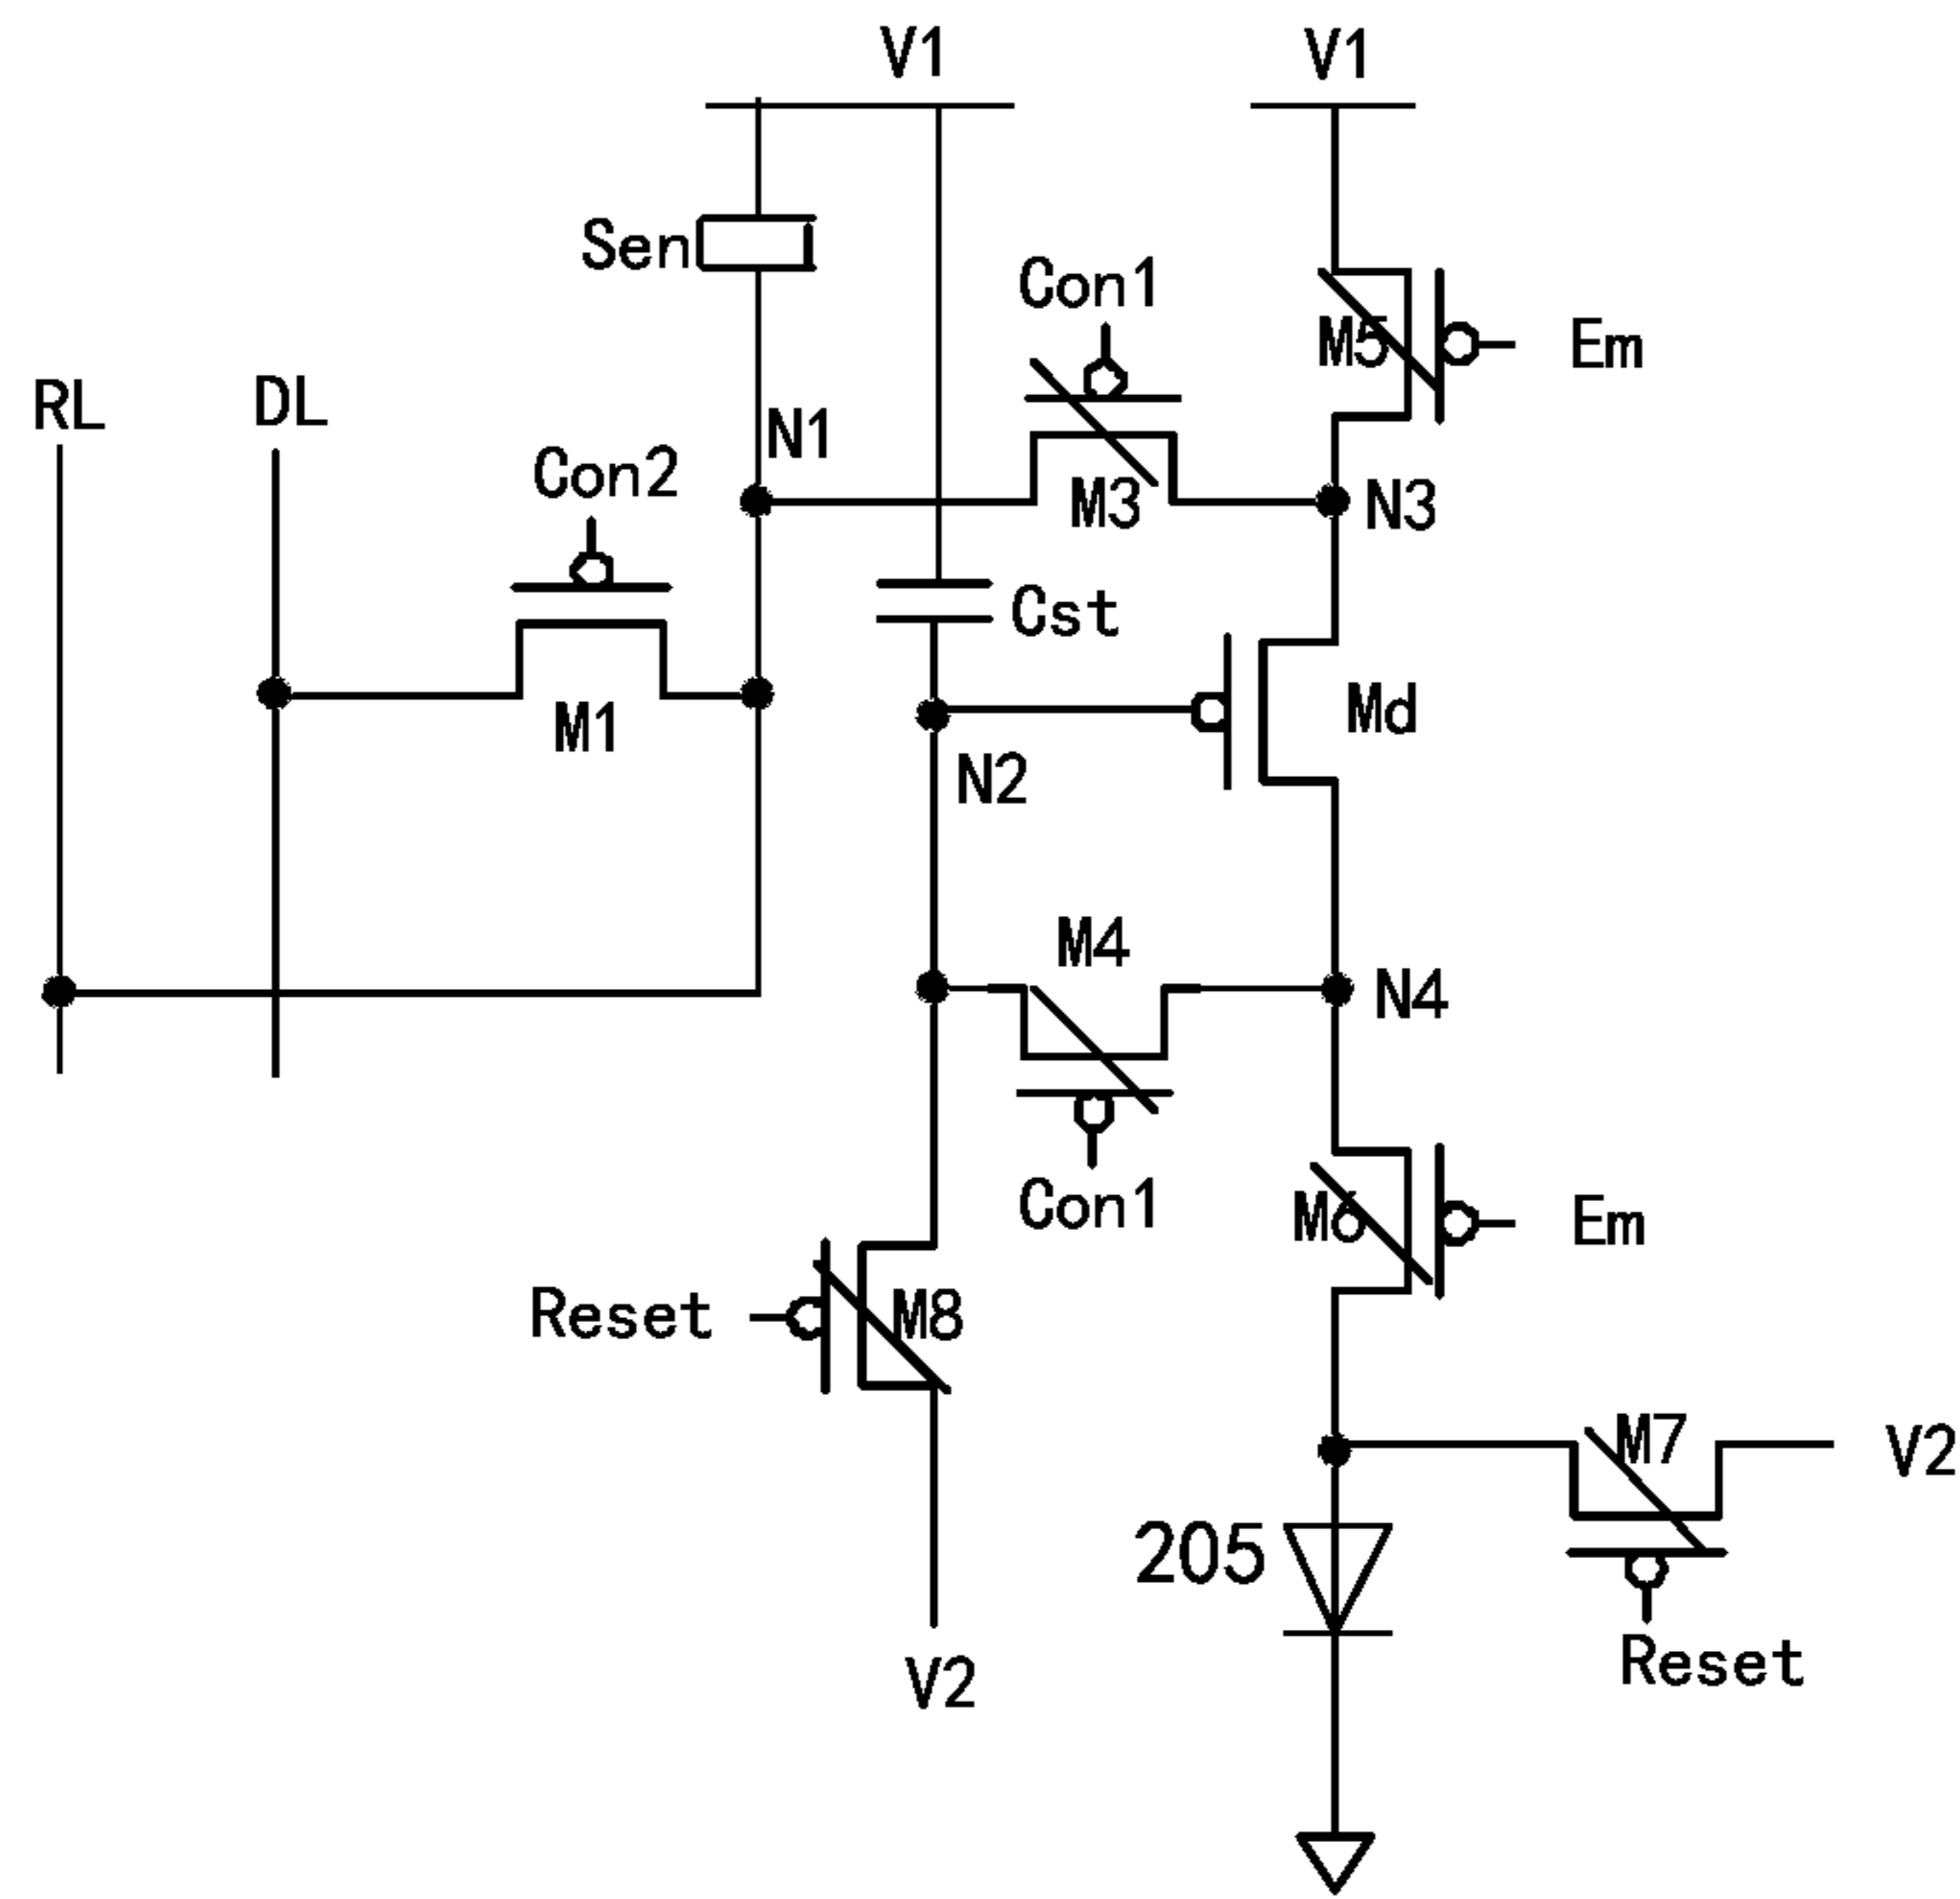 V1
V1
Sen
Con1
M5
Em
RL
DL
N1
Con2
M3
N3
Cst
Md
M1
N2
M4
N4
Con1
M6
Em
Reset
M8
M7
V2
205
Reset
V2